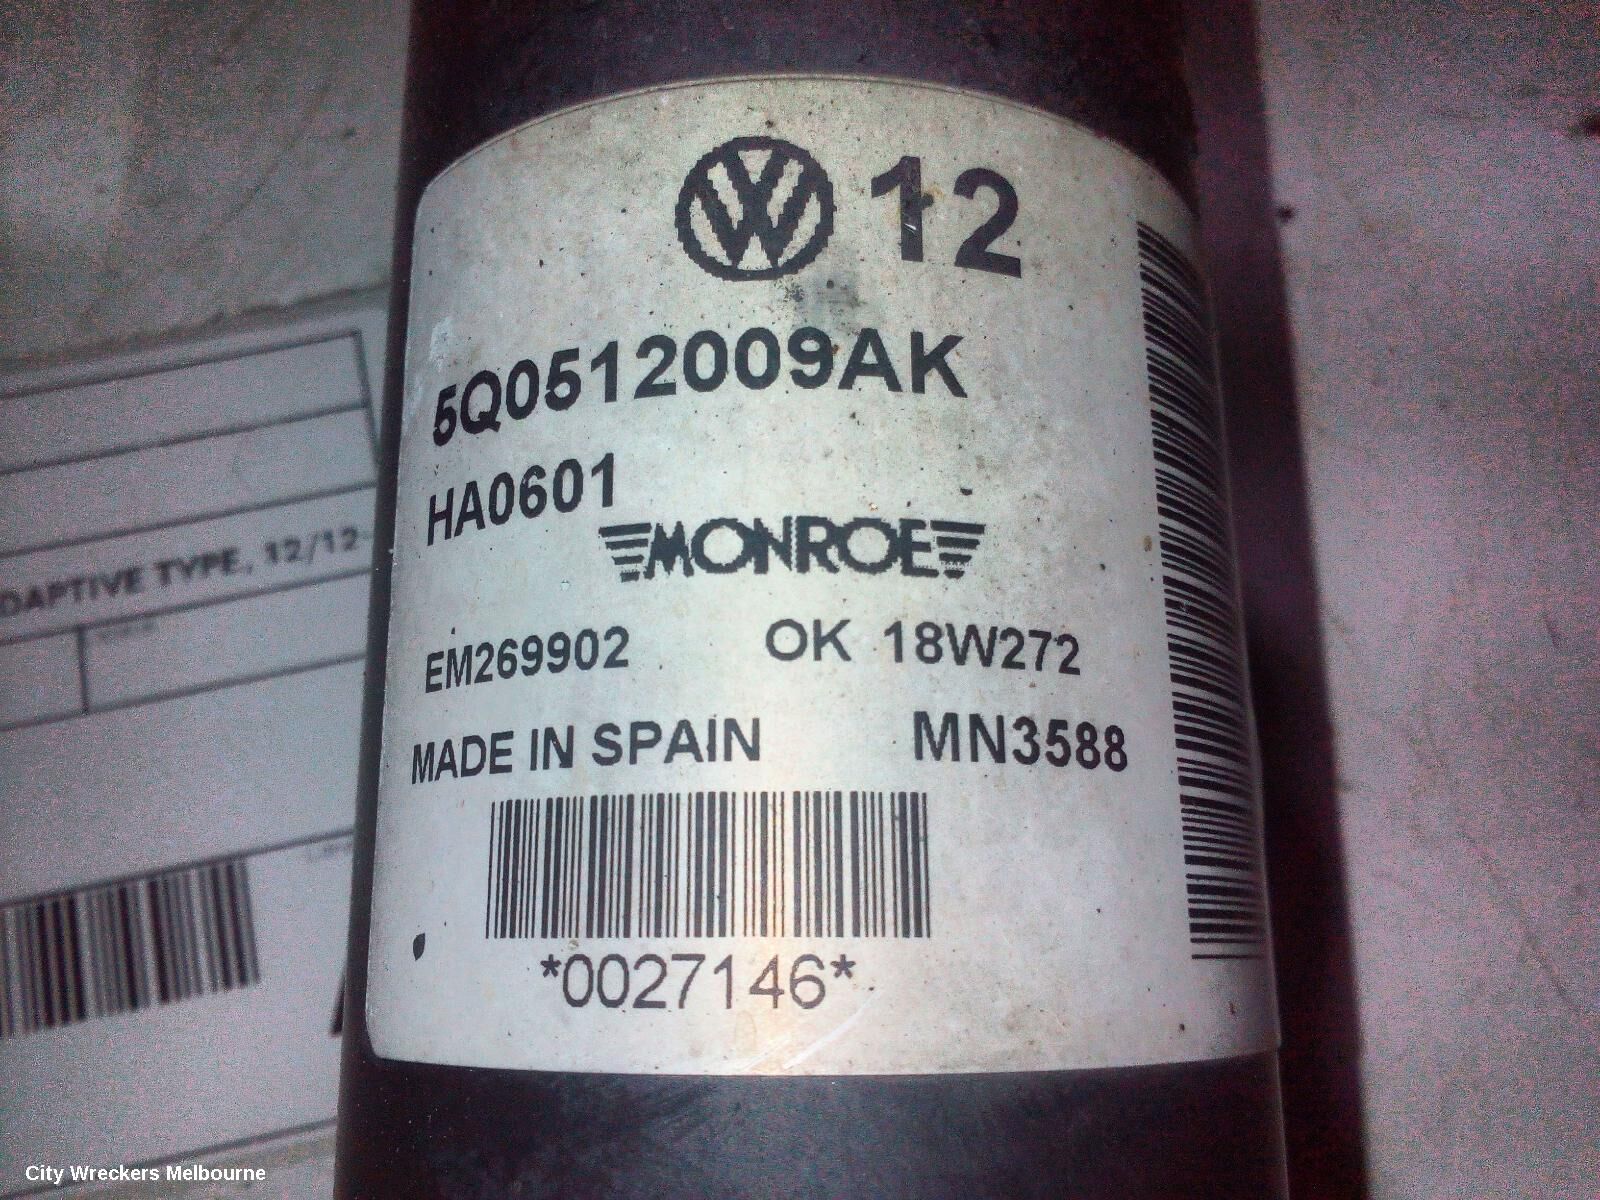 12
5Q0512009AK
HA0601
MONROE
EM269902 OK 18W272
MADE IN SPAIN MN3588
*0027146*
DAPTIVE TYPE, 12/12-
City Wreckers Melbourne